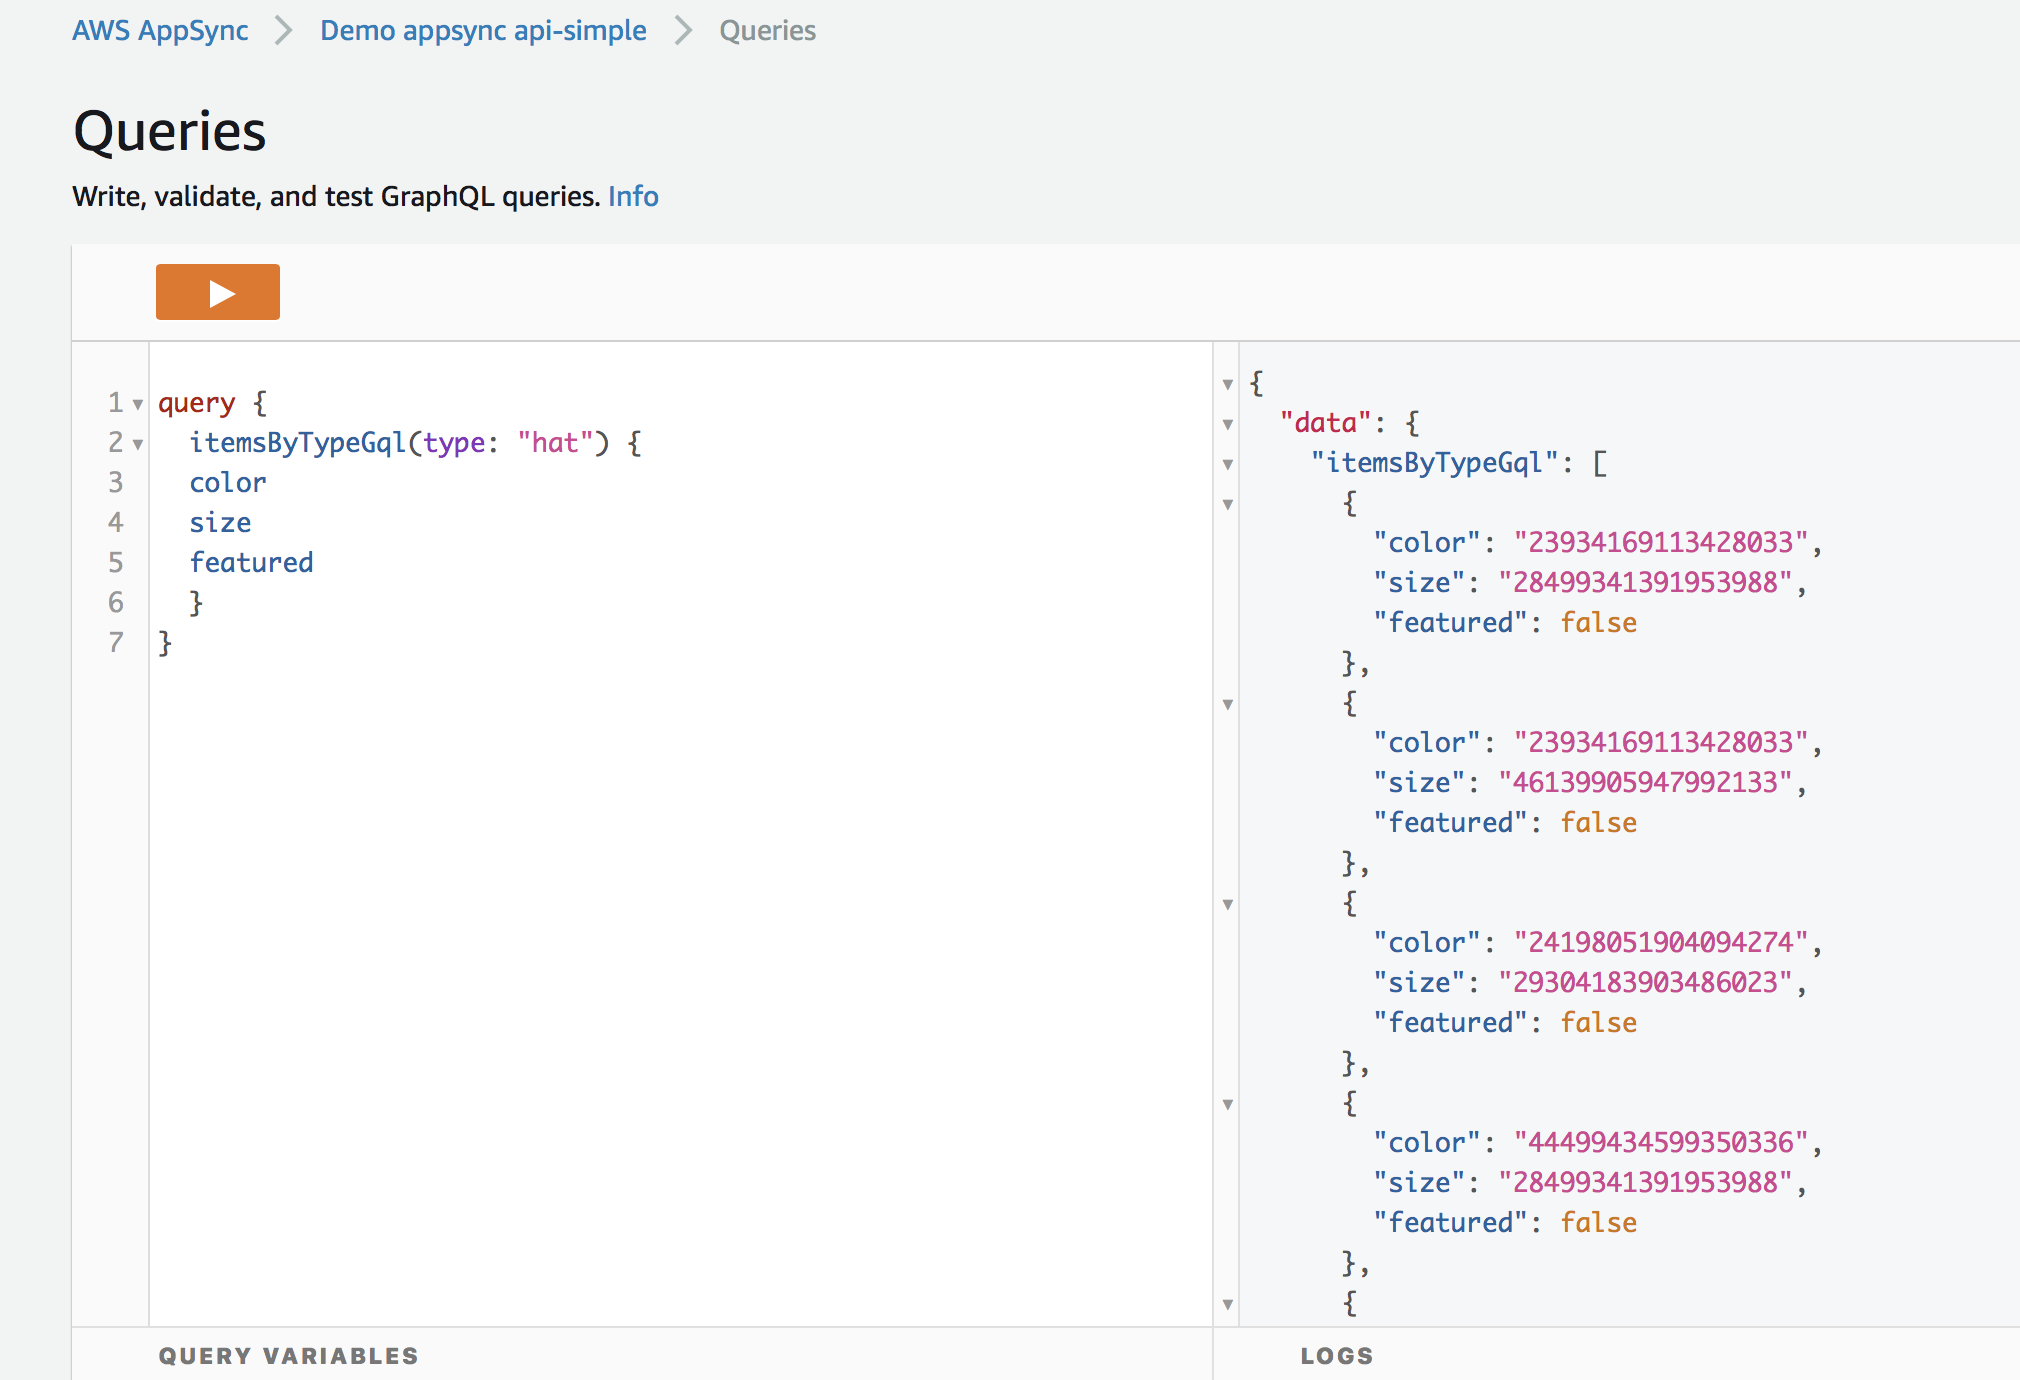 AWS AppSync > Demo appsync api-simple > Queries
Queries
Write, validate, and test GraphQL queries. Info
1 query {
2 itemsByTypeGql(type: "hat") {
3 color
4 size
5 featured
6 }
7 }
{
"data": {
"itemsByTypeGql": [
{
"color": "23934169113428033",
"size": "28499341391953988",
"featured": false
},
{
"color": "23934169113428033",
"size": "46139905947992133",
"featured": false
},
{
"color": "24198051904094274",
"size": "29304183903486023",
"featured": false
},
{
"color": "44499434599350336",
"size": "28499341391953988",
"featured": false
},
{
QUERY VARIABLES
LOGS